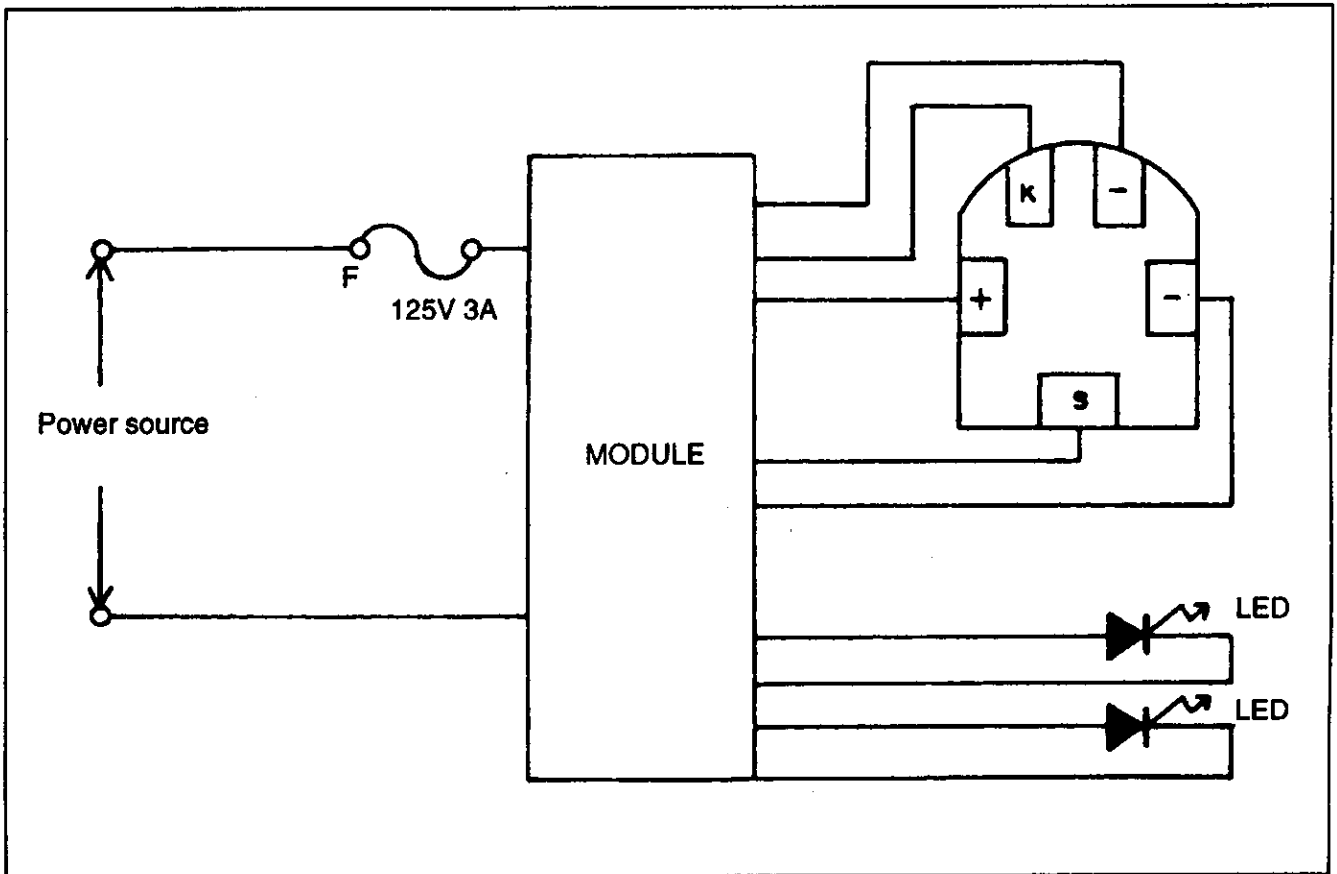 K
−
F
125V 3A
+
−
Power source
S
MODULE
LED
LED